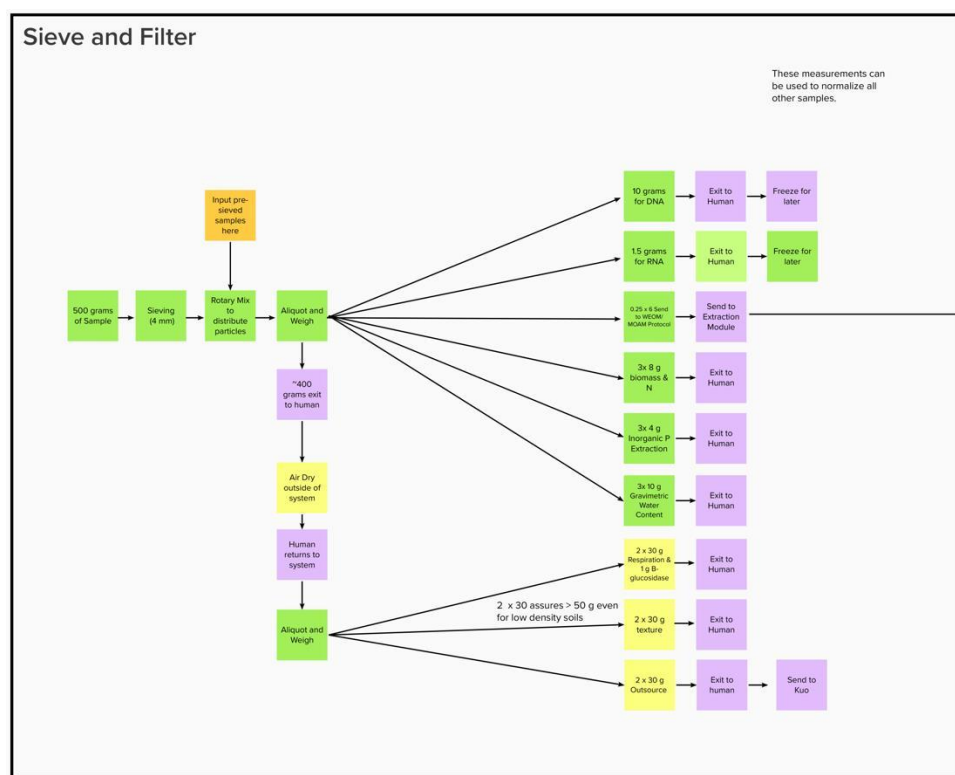 Sieve and Filter
These measurements can
be used to normalize all
other samples.
Input pre-
sieved
samples
here
500 grams
of Sample
Sieving
(4 mm)
Rotary Mix
to
distribute
particles
Aliquot and
Weigh
10 grams
for DNA
Exit to
Human
Freeze for
later
1.5 grams
for RNA
Exit to
Human
Freeze for
later
0.25 x 6 Send
to WEOM/
MOAM Protocol
Send to
Extraction
Module
3x 8 g
biomass &
N
Exit to
Human
3x 4 g
Inorganic P
Extraction
Exit to
Human
3x 10 g
Gravimetric
Water
Content
Exit to
Human
~400
grams exit
to human
Air Dry
outside of
system
Human
returns to
system
Aliquot and
Weigh
2 x 30 g
Respiration &
1 g B-
glucosidase
Exit to
Human
2 x 30 assures > 50 g even
for low density soils
2 x 30 g
texture
Exit to
Human
2 x 30 g
Outsource
Exit to
human
Send to
Kuo